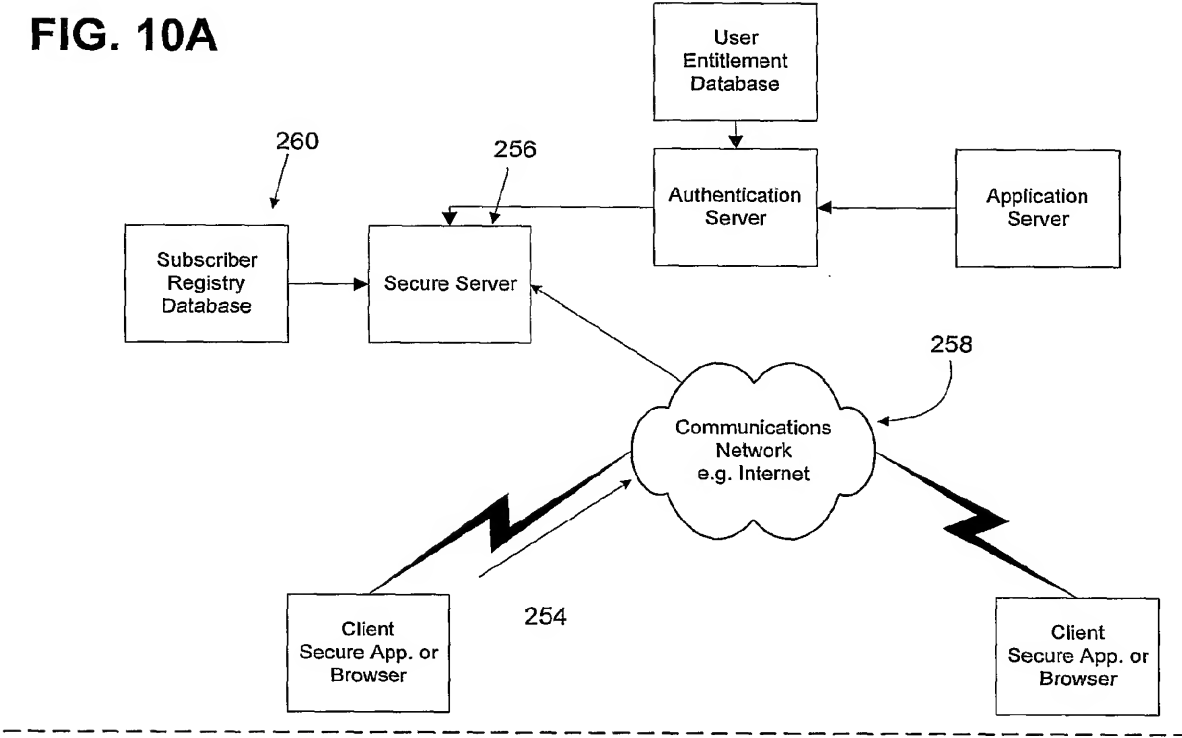 FIG. 10A
User
Entitlement
Database
260
256
Authentication
Server
Application
Server
Subscriber
Registry
Database
Secure Server
258
Communications
Network
e.g. Internet
254
Client
Secure App. or
Browser
Client
Secure App. or
Browser